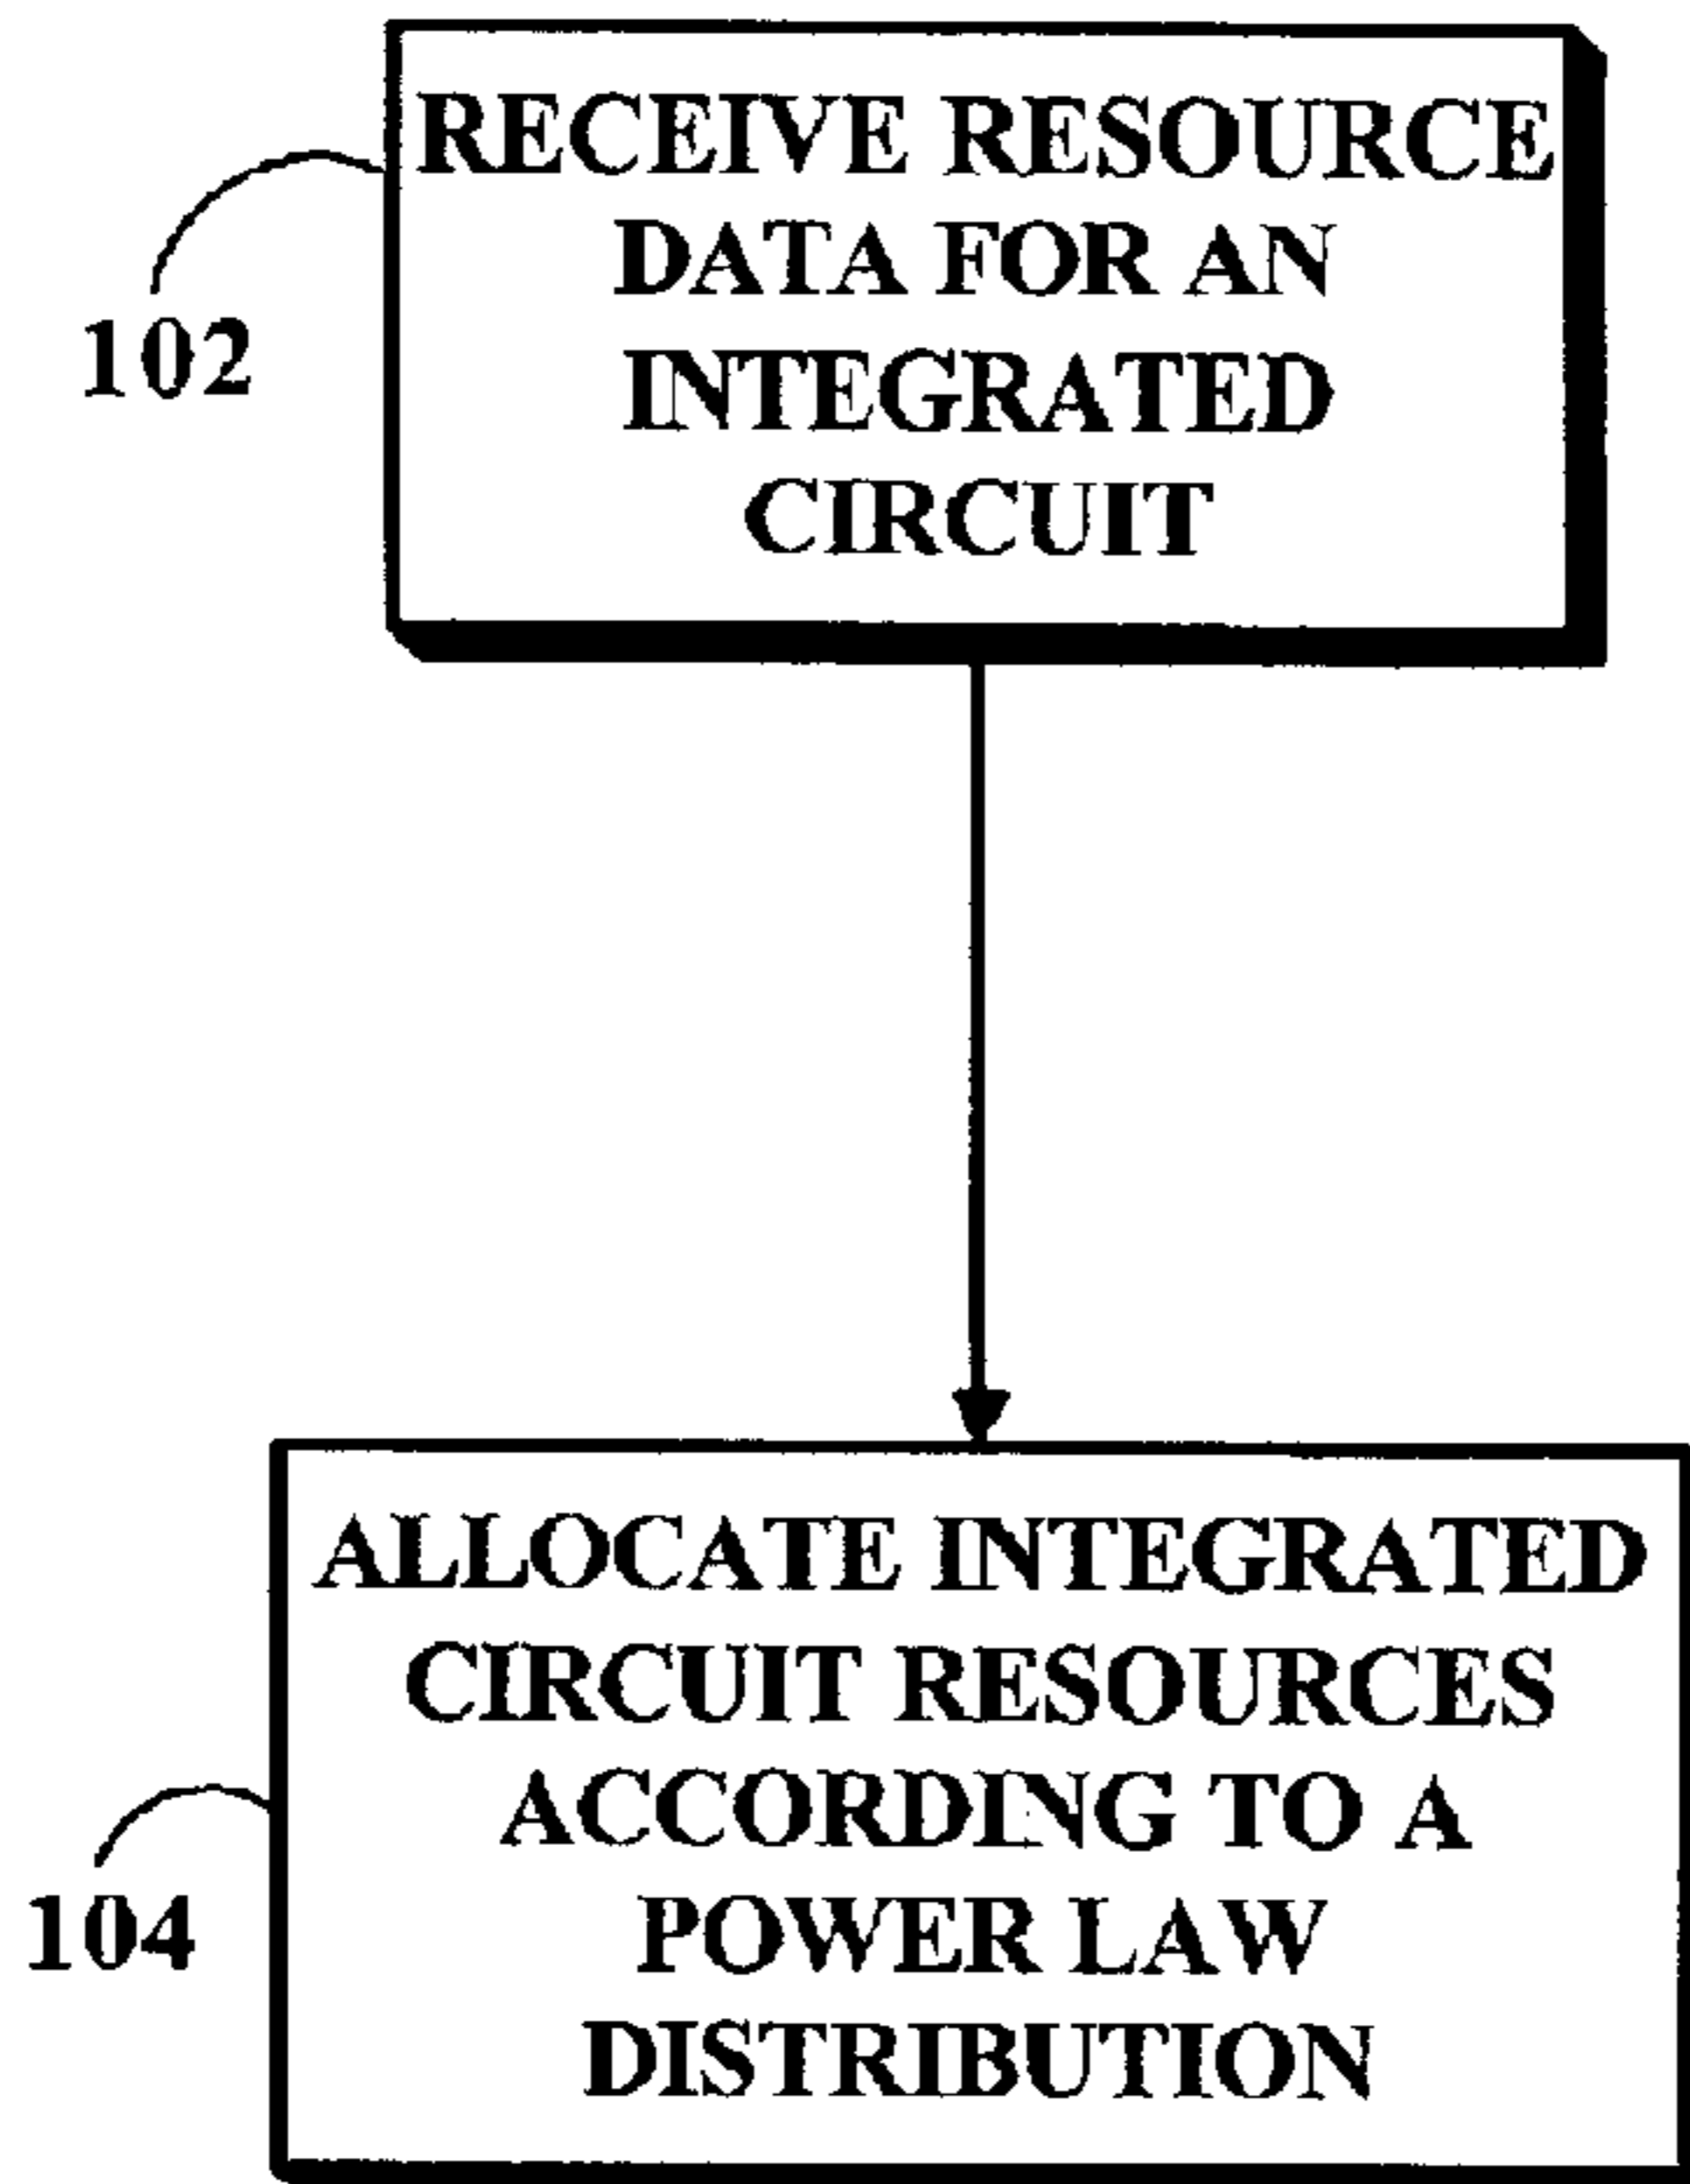 RECEIVE RESOURCE
DATA FOR AN
INTEGRATED
CIRCUIT
102
ALLOCATE INTEGRATED
CIRCUIT RESOURCES
ACCORDING TO A
POWER LAW
DISTRIBUTION
104